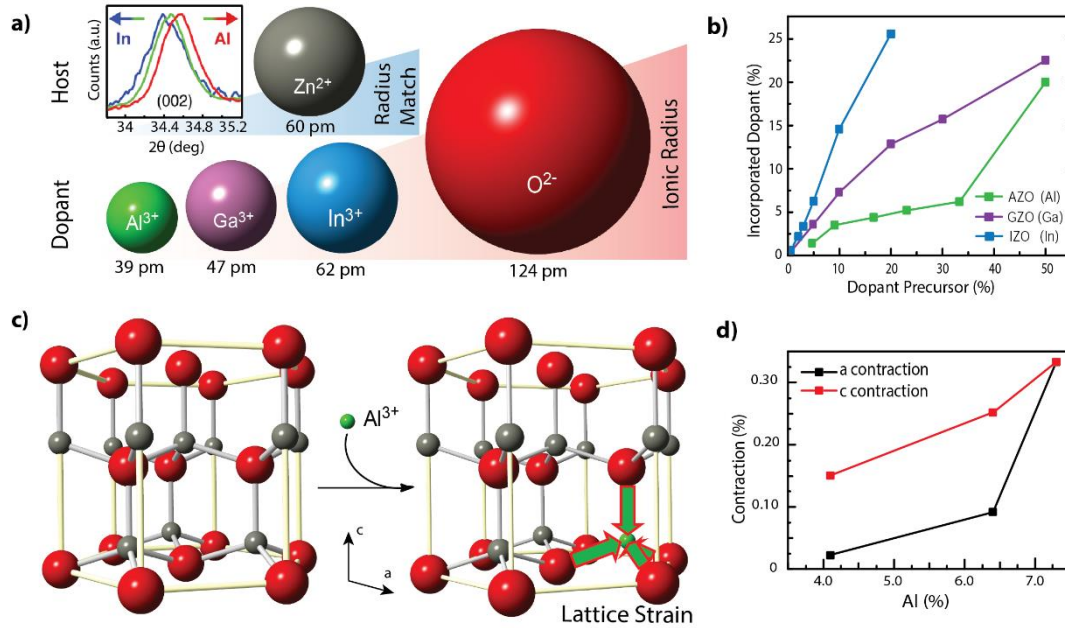 a)
In
Al
Counts (a.u.)
(002)
34 34.4 34.8 35.2
2θ (deg)
Host
Zn2+
60 pm
Radius
Match
Dopant
Al3+
39 pm
Ga3+
47 pm
In3+
62 pm
O2-
124 pm
Ionic Radius
b)
Incorporated Dopant (%)
25
20
15
10
5
0
AZO (Al)
GZO (Ga)
IZO (In)
0 10 20 30 40 50
Dopant Precursor (%)
c)
Al3+
c
a
Lattice Strain
d)
a contraction
c contraction
Contraction (%)
0.30
0.20
0.10
0
4.0 5.0 6.0 7.0
Al (%)